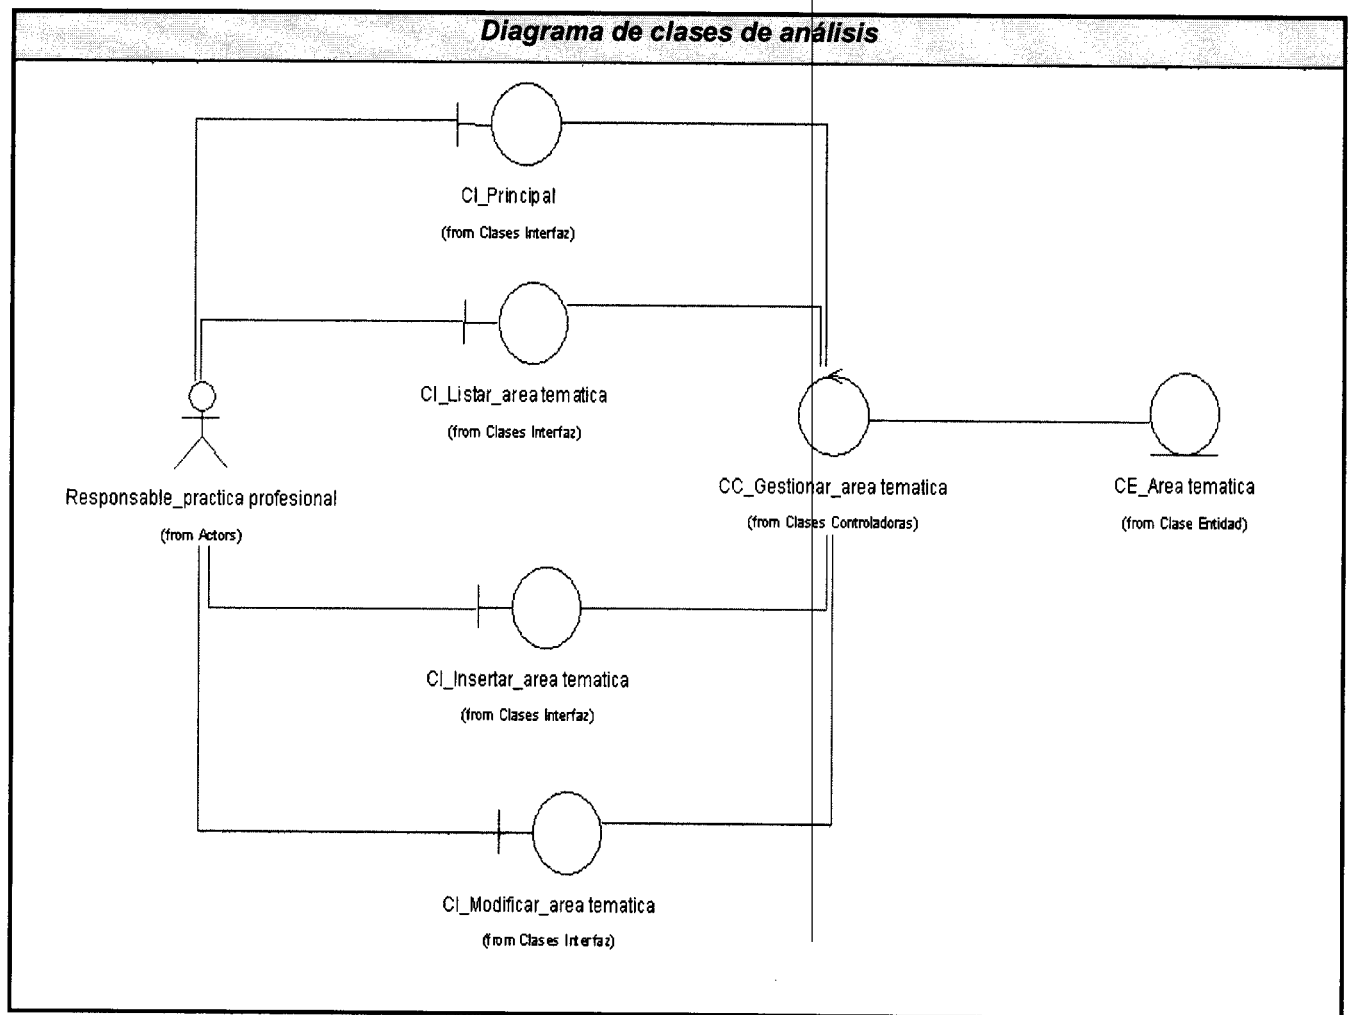 Diagrama de clases de análisis
CI_Principal
(from Clases Interfaz)
CI_Listar_area tematica
(from Clases Interfaz)
Responsable_practica profesional
(from Actors)
CC_Gestionar_area tematica
(from Clases Controladoras)
CE_Area tematica
(from Clase Entidad)
CI_Insertar_area tematica
(from Clases Interfaz)
CI_Modificar_area tematica
(from Clases Interfaz)